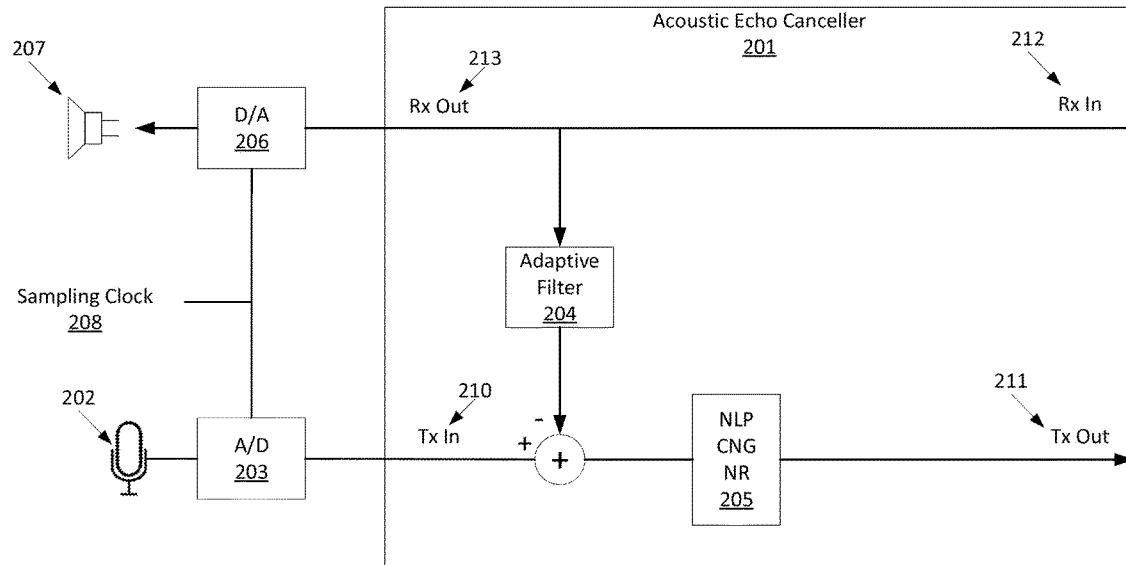 Acoustic Echo Canceller
201
207
213
212
Rx Out
Rx In
D/A
206
Adaptive
Filter
204
Sampling Clock
208
202
210
211
Tx In
Tx Out
-
+
+
A/D
203
NLP
CNG
NR
205